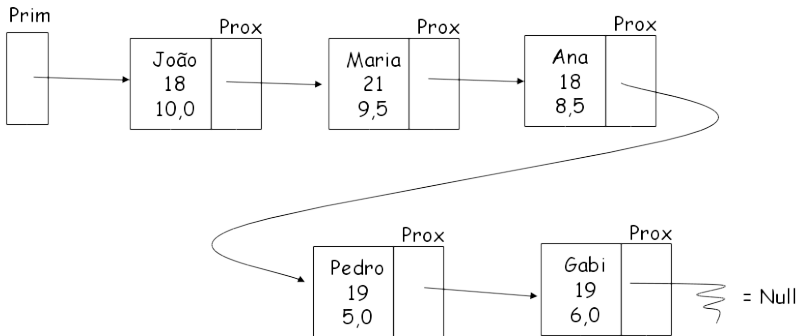 Prim
Prox
João
18
10,0
Prox
Maria
21
9,5
Prox
Ana
18
8,5
Prox
Pedro
19
5,0
Prox
Gabi
19
6,0
= Null